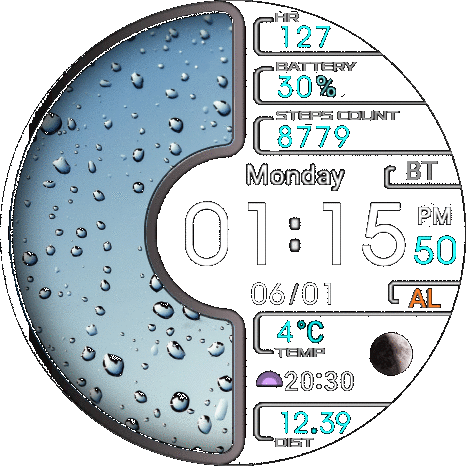 HR
127
BATTERY
30%
STEPS COUNT
8779
Monday
BT
01:15
PM
50
06/01
AL
4°C
TEMP
20:30
12.39
DIST